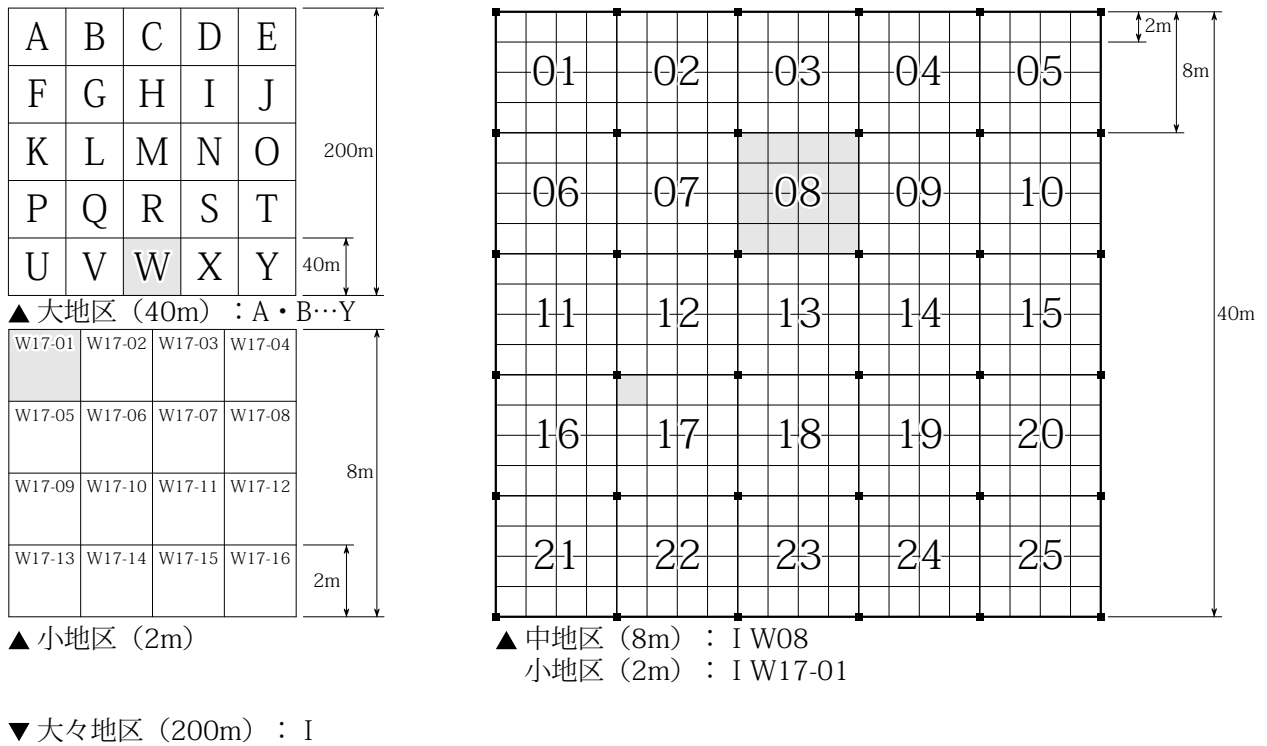 A B C D E
F G H I J
K L M N O
P Q R S T
U V W X Y
200m
40m
▲ 大地区（40m）：A・B…Y
W17-01 W17-02 W17-03 W17-04
W17-05 W17-06 W17-07 W17-08
W17-09 W17-10 W17-11 W17-12
W17-13 W17-14 W17-15 W17-16
8m
2m
▲ 小地区（2m）
01 02 03 04 05
06 07 08 09 10
11 12 13 14 15
16 17 18 19 20
21 22 23 24 25
2m
8m
40m
▲ 中地区（8m）：Ⅰ W08
小地区（2m）：Ⅰ W17-01
▼ 大々地区（200m）：Ⅰ